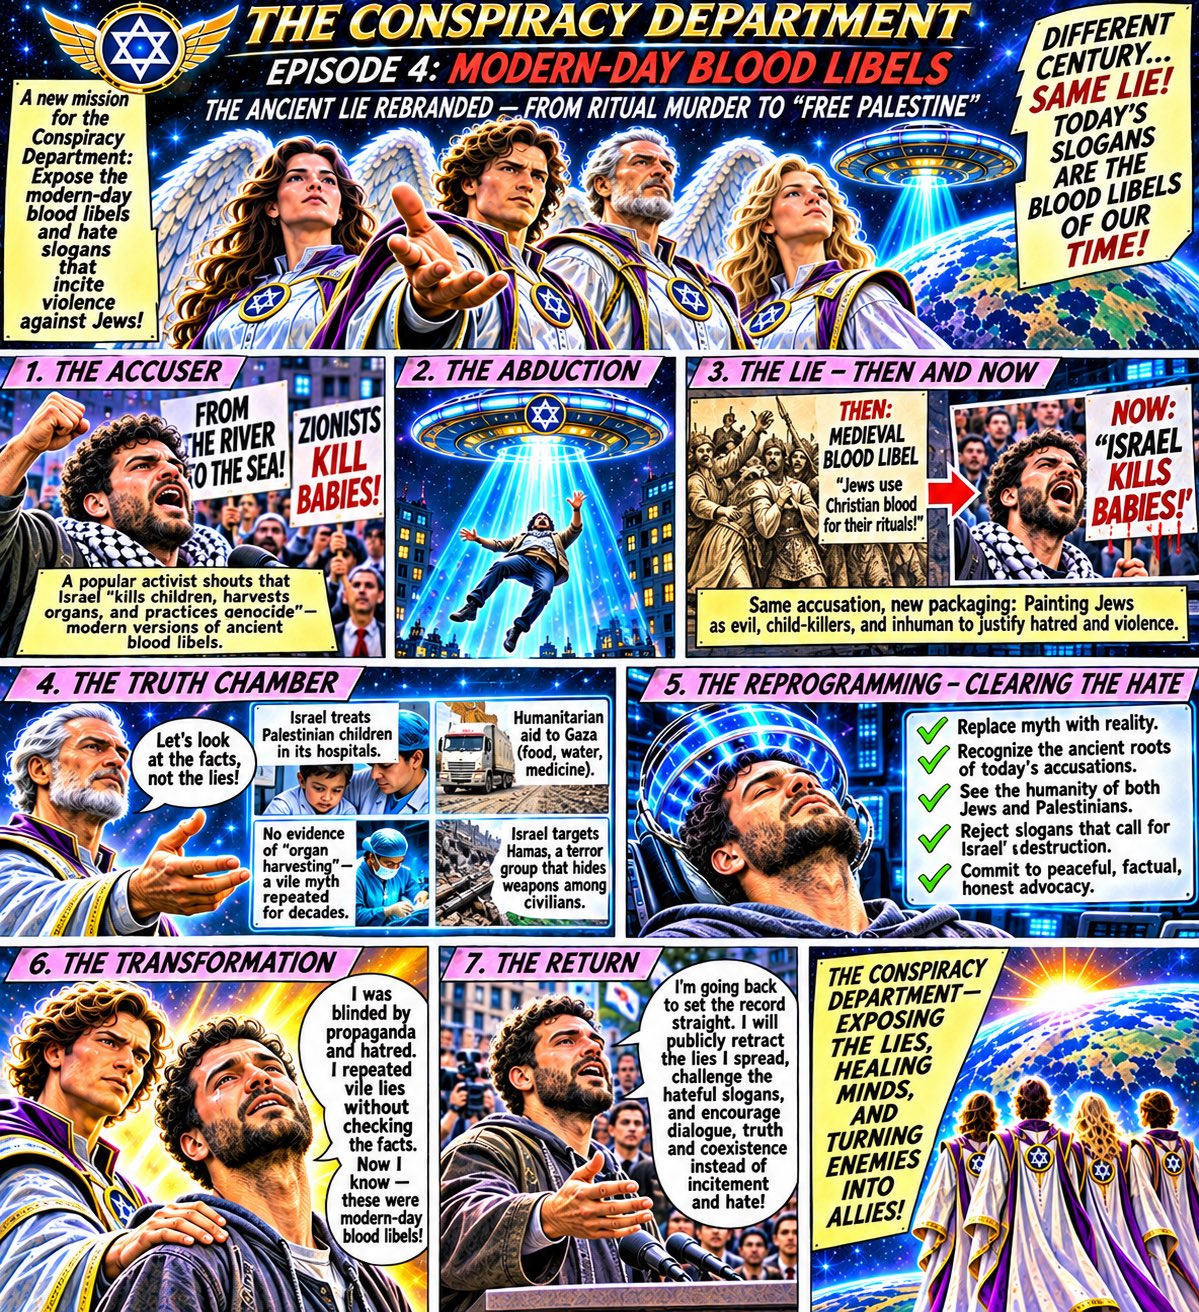 THE CONSPIRACY DEPARTMENT
EPISODE 4: MODERN-DAY BLOOD LIBELS
THE ANCIENT LIE REBRANDED — FROM RITUAL MURDER TO "FREE PALESTINE"
A new mission
for the
Conspiracy
Department:
Expose the
modern-day
blood libels
and hate
slogans
that
incite
violence
against Jews!
DIFFERENT
CENTURY...
SAME LIE!
TODAY'S
SLOGANS
ARE THE
BLOOD LIBELS
OF OUR
TIME!
1. THE ACCUSER
FROM
THE RIVER
TO THE SEA!
ZIONISTS
KILL
BABIES!
A popular activist shouts that
Israel "kills children, harvests
organs, and practices genocide"—
modern versions of ancient
blood libels.
2. THE ABDUCTION
3. THE LIE – THEN AND NOW
THEN:
MEDIEVAL
BLOOD LIBEL
"Jews use
Christian blood
for their rituals!"
NOW:
"ISRAEL
KILLS
BABIES!"
Same accusation, new packaging: Painting Jews
as evil, child-killers, and inhuman to justify hatred and violence.
4. THE TRUTH CHAMBER
Let's look
at the facts,
not the lies!
Israel treats
Palestinian children
in its hospitals.
Humanitarian
aid to Gaza
(food, water,
medicine).
No evidence
of "organ
harvesting"—
a vile myth
repeated
for decades.
Israel targets
Hamas, a terror
group that hides
weapons among
civilians.
5. THE REPROGRAMMING – CLEARING THE HATE
Replace myth with reality.
Recognize the ancient roots
of today's accusations.
See the humanity of both
Jews and Palestinians.
Reject slogans that call for
Israel' s destruction.
Commit to peaceful, factual,
honest advocacy.
6. THE TRANSFORMATION
I was
blinded by
propaganda
and hatred.
I repeated
vile lies
without
checking
the facts.
Now I
know —
these were
modern-day
blood libels!
7. THE RETURN
I'm going back
to set the record
straight. I will
publicly retract
the lies I spread,
challenge the
hateful slogans,
and encourage
dialogue, truth
and coexistence
instead of
incitement
and hate!
THE CONSPIRACY
DEPARTMENT—
EXPOSING
THE LIES,
HEALING
MINDS,
AND
TURNING
ENEMIES
INTO
ALLIES!